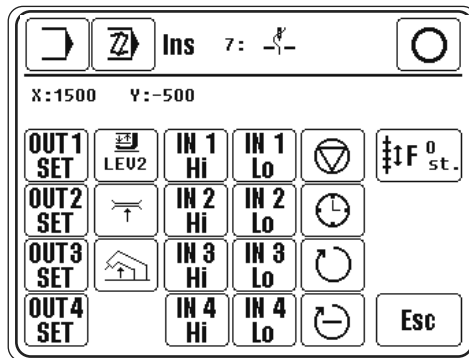 Ins 7:
X:1500 Y:-500
OUT1 SET LEV2 IN 1 Hi IN 1 Lo F 0 st.
OUT2 SET IN 2 Hi IN 2 Lo
OUT3 SET IN 3 Hi IN 3 Lo
OUT4 SET IN 4 Hi IN 4 Lo Esc